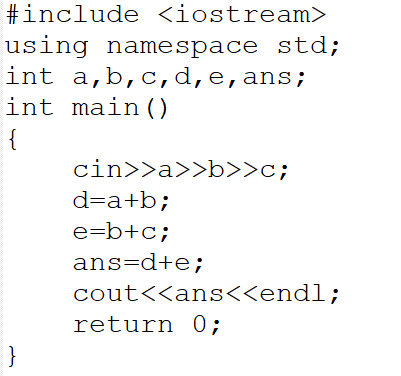 #include <iostream>
using namespace std;
int a,b,c,d,e,ans;
int main()
{
cin>>a>>b>>c;
d=a+b;
e=b+c;
ans=d+e;
cout<<ans<<endl;
return 0;
}